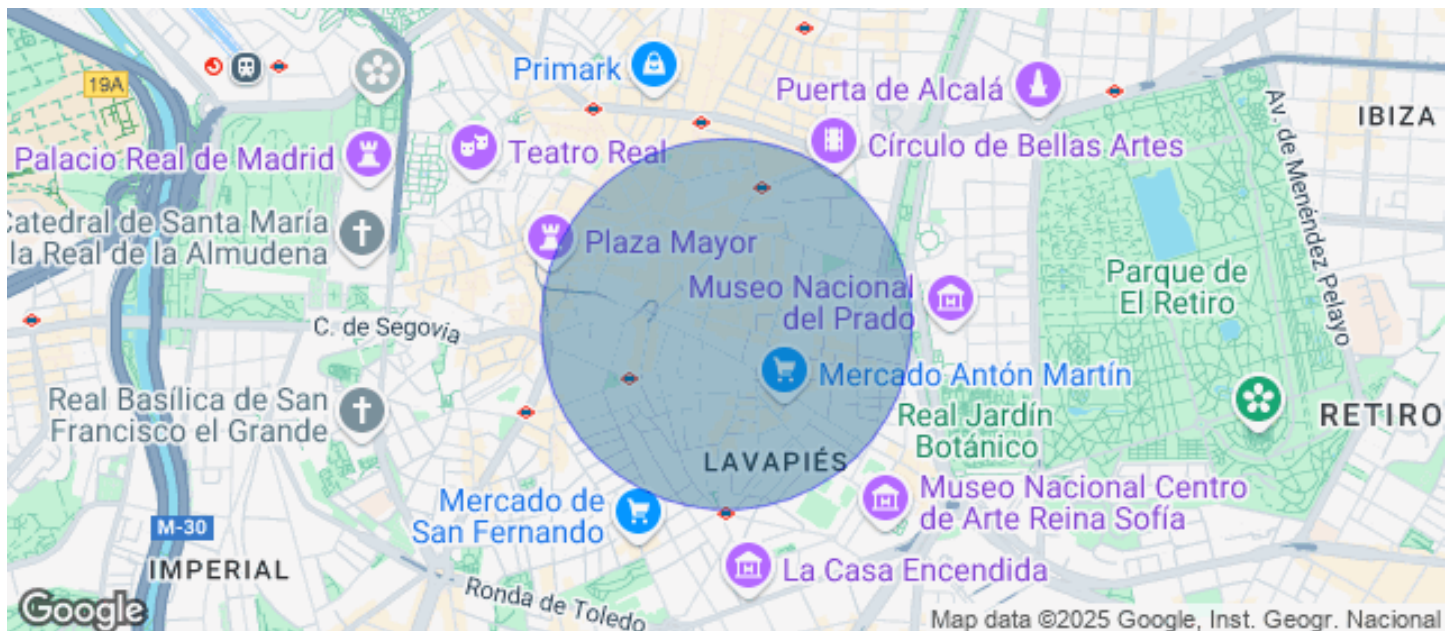 Primark
19A
Puerta de Alcalá
IBIZA
Av. de Menéndez Pelayo
Palacio Real de Madrid
Teatro Real
Círculo de Bellas Artes
Catedral de Santa María
la Real de la Almudena
Plaza Mayor
Museo Nacional
del Prado
Parque de
El Retiro
C. de Segovia
Mercado Antón Martín
Real Basílica de San
Francisco el Grande
Real Jardín
Botánico
RETIRO
LAVAPIÉS
Mercado de
San Fernando
Museo Nacional Centro
de Arte Reina Sofía
M-30
IMPERIAL
La Casa Encendida
Ronda de Toledo
Google
Map data ©2025 Google, Inst. Geogr. Nacional